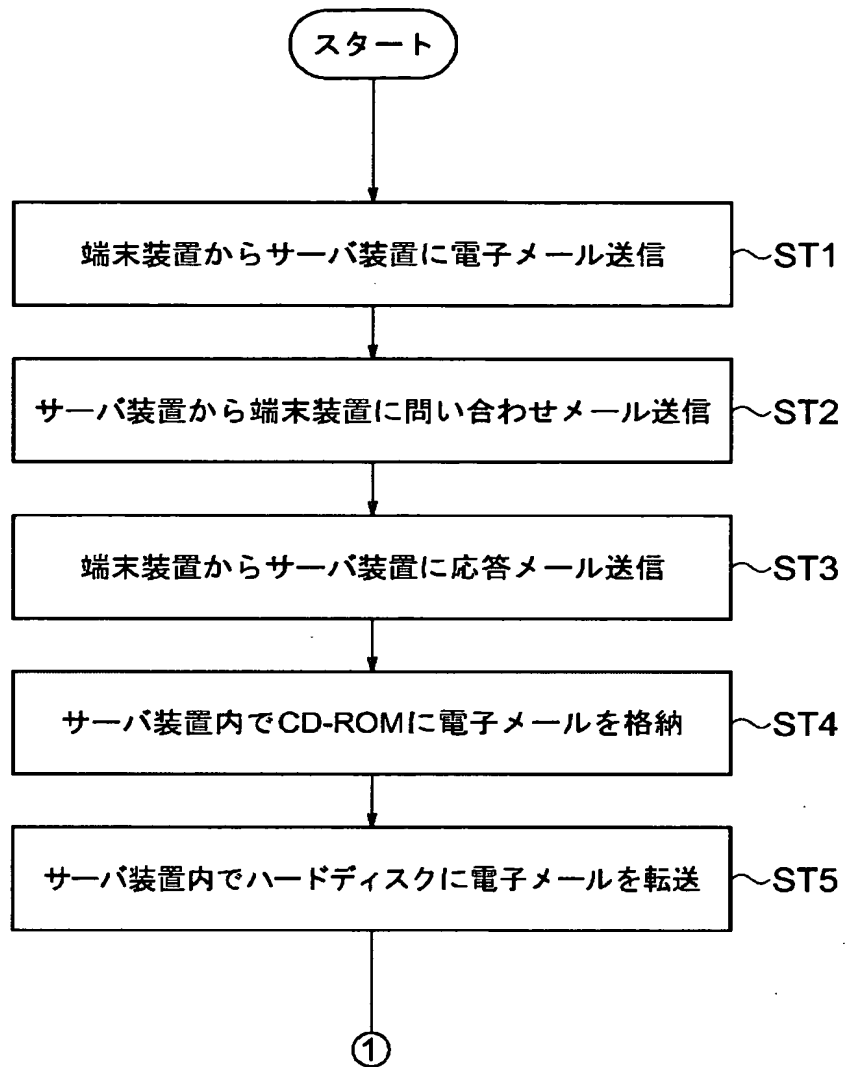 スタート
端末装置からサーバ装置に電子メール送信
ST1
サーバ装置から端末装置に問い合わせメール送信
ST2
端末装置からサーバ装置に応答メール送信
ST3
サーバ装置内でCD-ROMに電子メールを格納
ST4
サーバ装置内でハードディスクに電子メールを転送
ST5
①